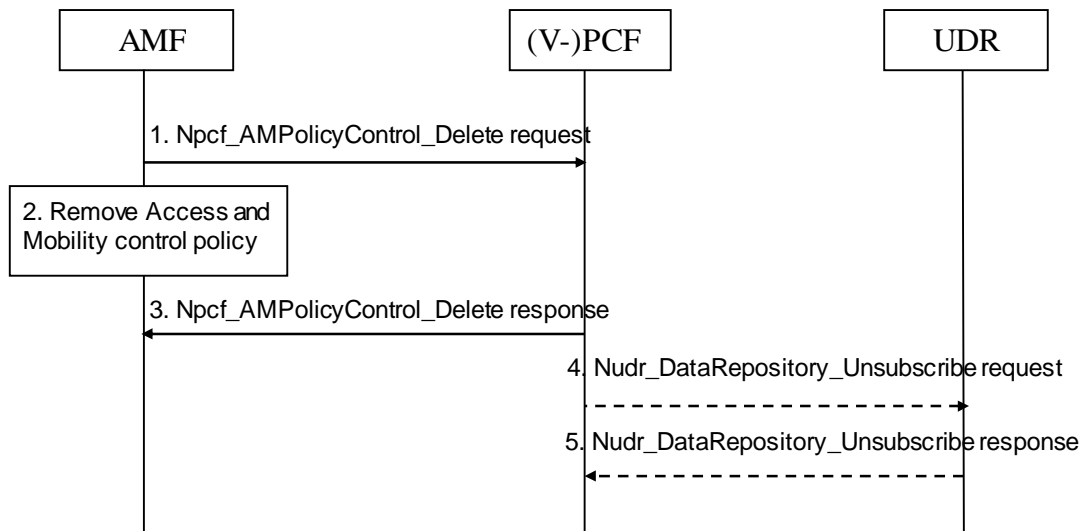 AMF
(V-)PCF
UDR
1. Npcf_AMPolicyControl_Delete request
2. Remove Access and
Mobility control policy
3. Npcf_AMPolicyControl_Delete response
4. Nudr_DataRepository_Unsubscribe request
5. Nudr_DataRepository_Unsubscribe response